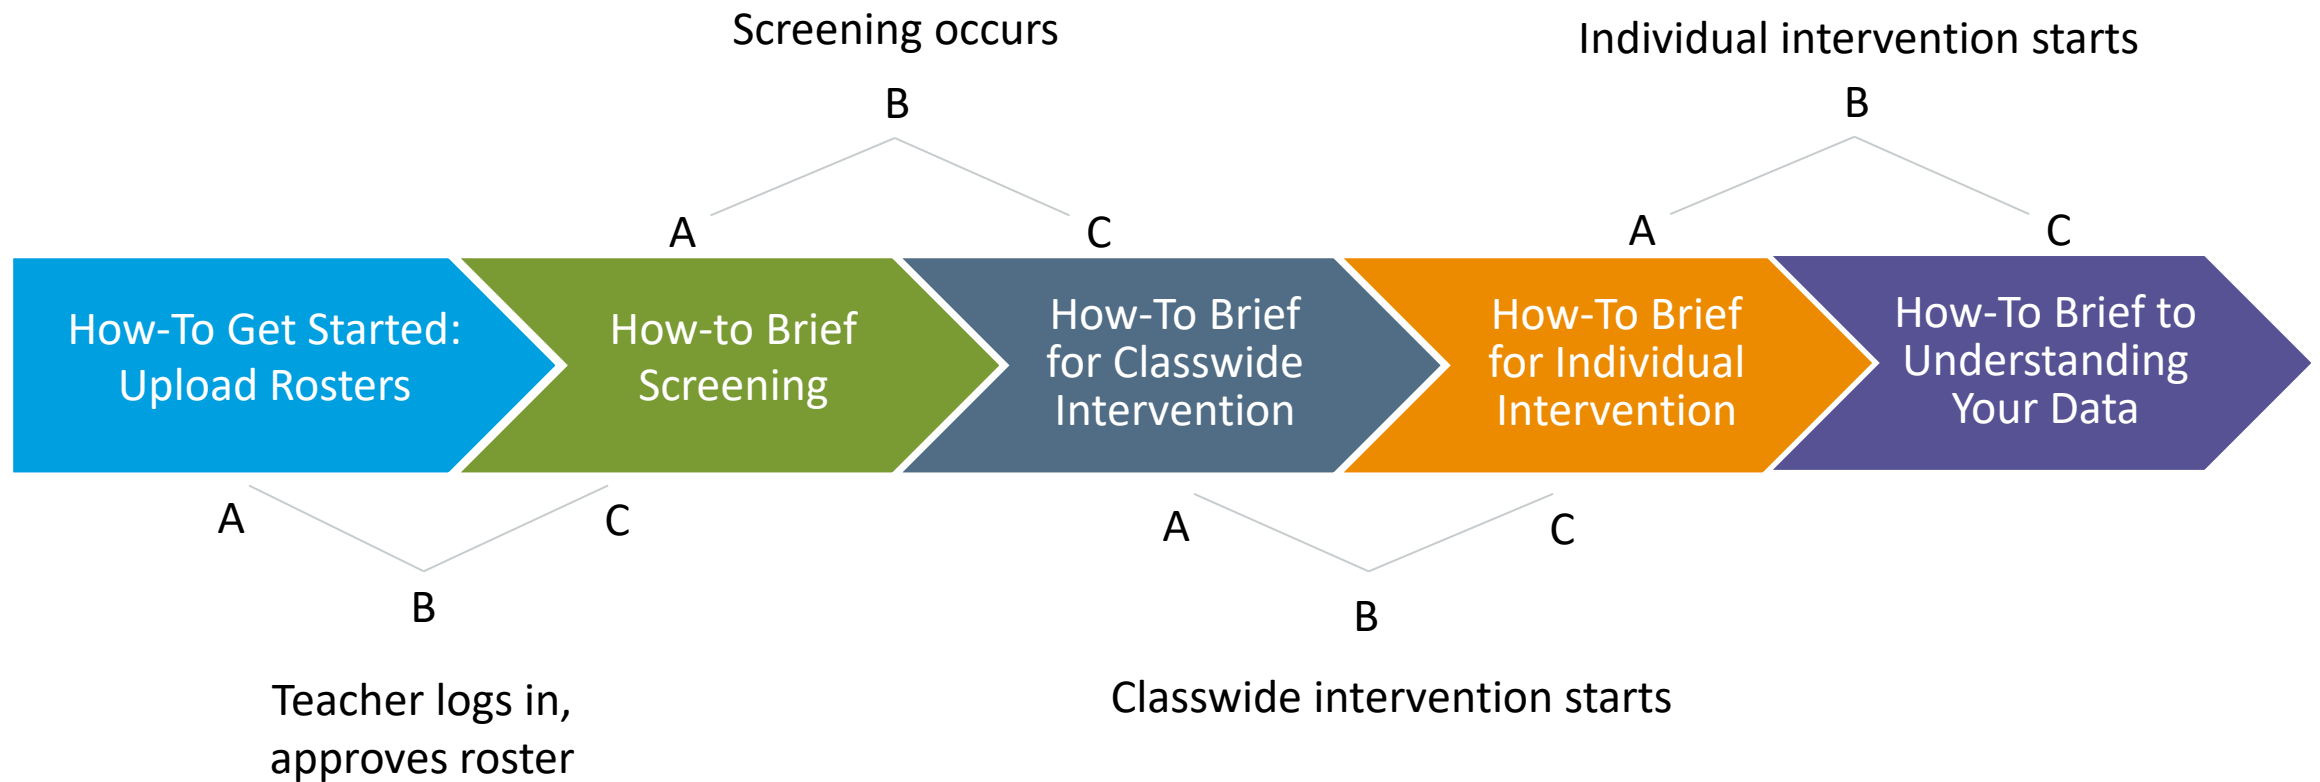 Screening occurs
B
A
C
Individual intervention starts
B
A
C
How-To Get Started:
Upload Rosters
How-to Brief
Screening
How-To Brief
for Classwide
Intervention
How-To Brief
for Individual
Intervention
How-To Brief to
Understanding
Your Data
A
C
B
Teacher logs in,
approves roster
A
C
B
Classwide intervention starts